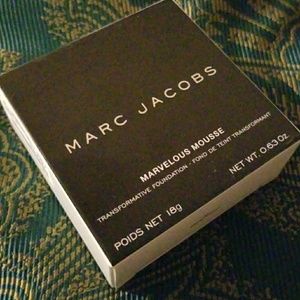 MARC JACOBS
MARVELOUS MOUSSE
TRANSFORMATIVE FOUNDATION - FOND DE TEINT TRANSFORMANT
POIDS NET 18g
NET WT. 0.63 Oz.